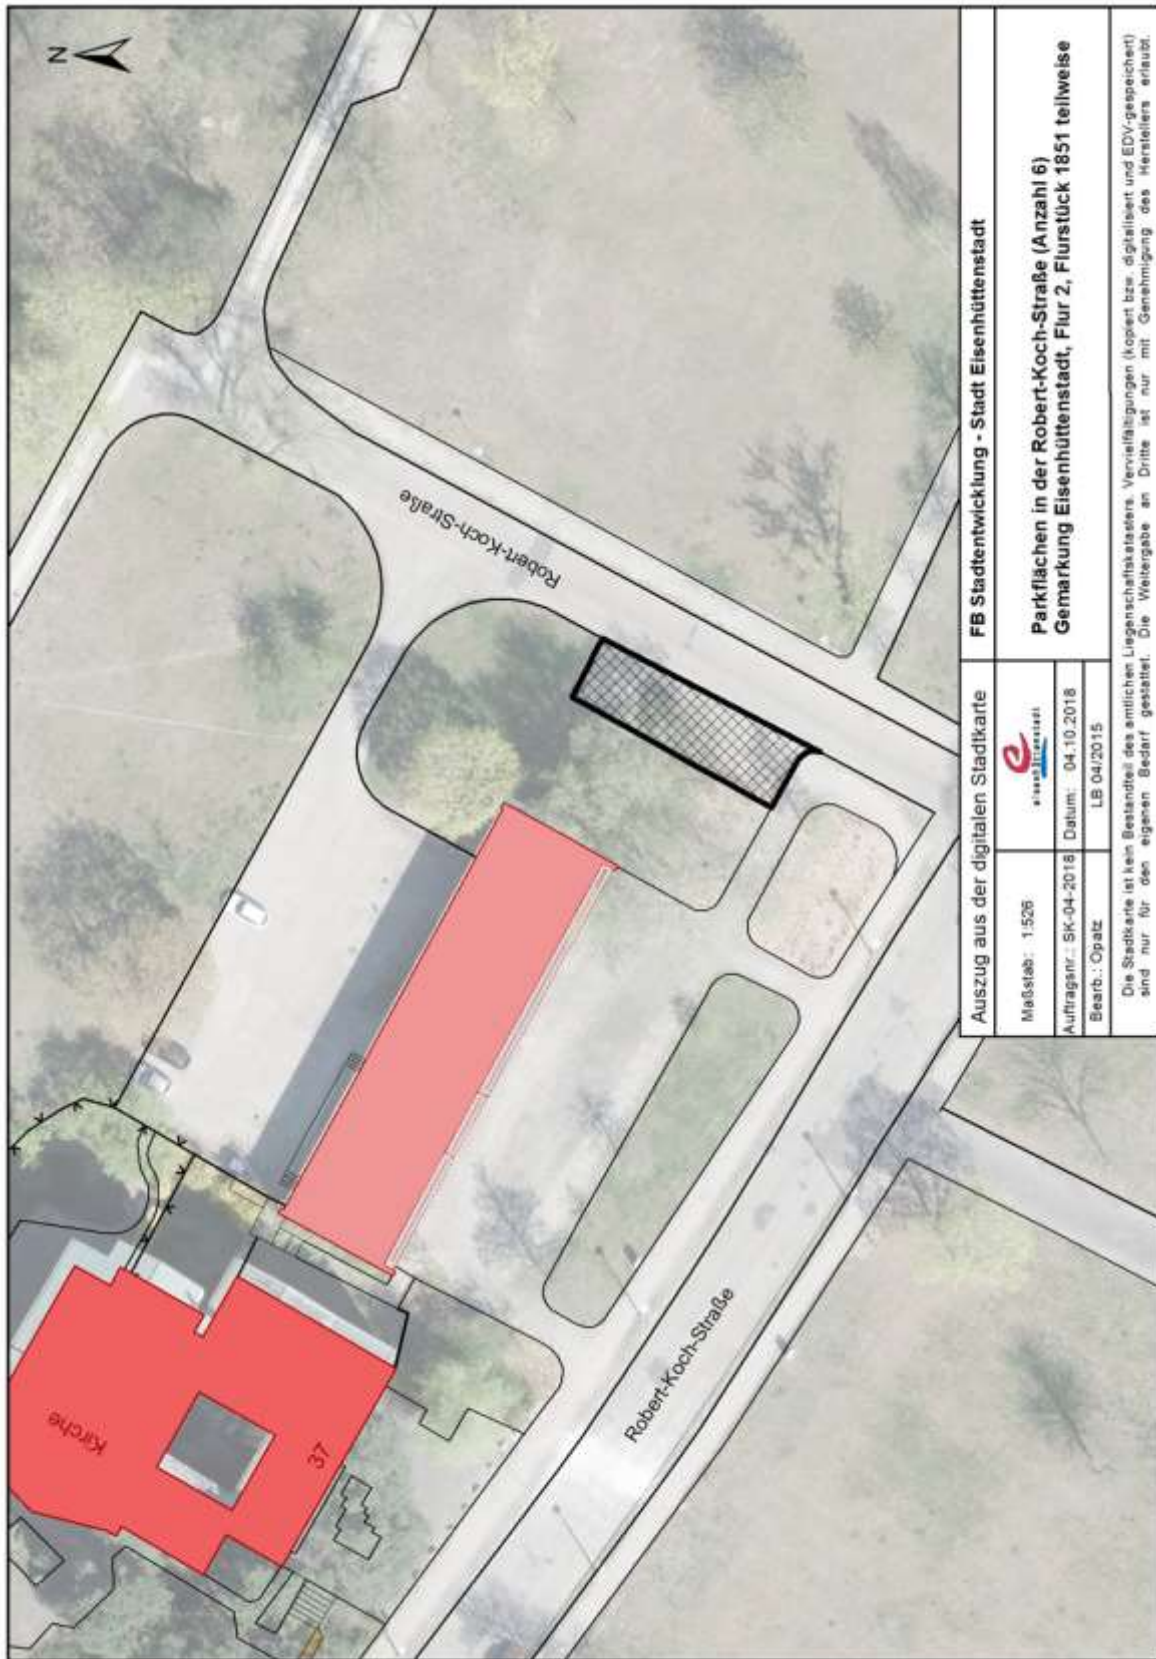 N
Robert-Koch-Straße
Kirche
37
Robert-Koch-Straße
Auszug aus der digitalen Stadtkarte
FB Stadtentwicklung - Stadt Eisenhüttenstadt
Maßstab: 1:526
eisenhüttenstadt
Parkflächen in der Robert-Koch-Straße (Anzahl 6)
Gemarkung Eisenhüttenstadt, Flur 2, Flurstück 1851 teilweise
Auftragsnr.: SK-04-2018
Datum: 04.10.2018
Bearb.: Opatz
LB 04/2015
Die Stadtkarte ist kein Bestandteil des amtlichen Liegenschaftskatasters. Vervielfältigungen (kopiert bzw. digitalisiert und EDV-gespeichert)
sind nur für den eigenen Bedarf gestattet. Die Weitergabe an Dritte ist nur mit Genehmigung des Herstellers erlaubt.